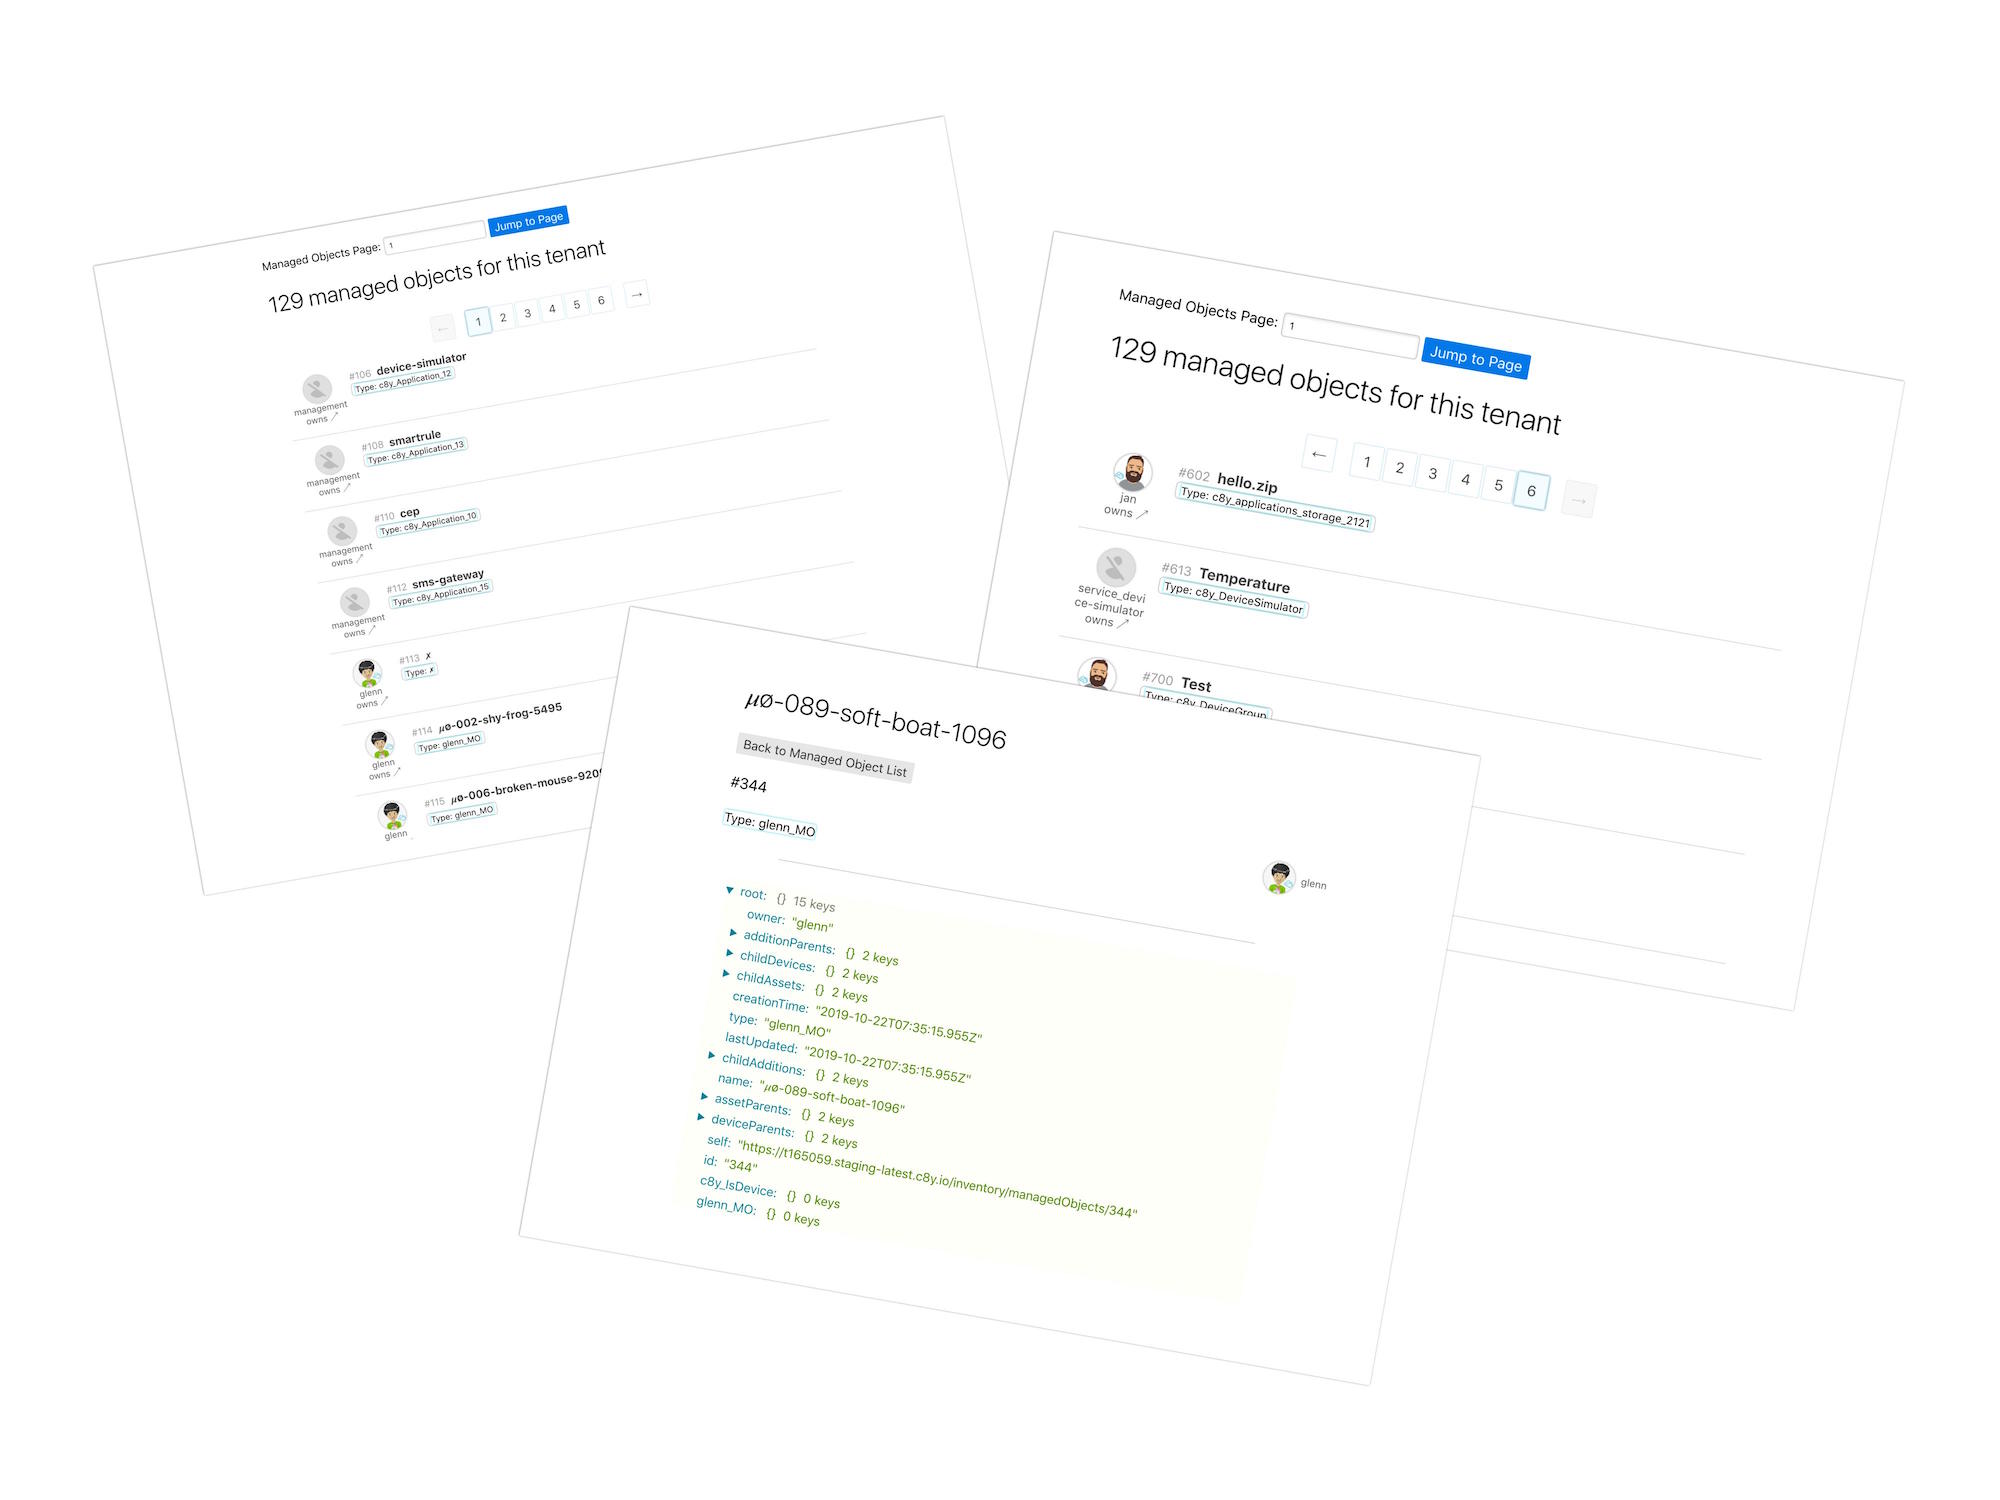 Managed Objects Page: 1 Jump to Page
129 managed objects for this tenant
← 1 2 3 4 5 6 →
#106 device-simulator
Type: c8y_Application_12
management
owns ↗
#108 smartrule
Type: c8y_Application_13
management
owns ↗
#110 cep
Type: c8y_Application_10
management
owns ↗
#112 sms-gateway
Type: c8y_Application_15
management
owns ↗
#113 ✗
Type: ✗
glenn
owns ↗
#114 µø-002-shy-frog-5495
Type: glenn_MO
glenn
owns ↗
#115 µø-006-broken-mouse-920
Type: glenn_MO
glenn
Managed Objects Page: 1 Jump to Page
129 managed objects for this tenant
← 1 2 3 4 5 6 →
#602 hello.zip
Type: c8y_applications_storage_2121
jan
owns ↗
#613 Temperature
Type: c8y_DeviceSimulator
service_devi
ce-simulator
owns ↗
#700 Test
Type: c8y_DeviceGroup
µø-089-soft-boat-1096
Back to Managed Object List
#344
Type: glenn_MO
glenn
▼ root: {} 15 keys
owner: "glenn"
▶ additionParents: {} 2 keys
▶ childDevices: {} 2 keys
▶ childAssets: {} 2 keys
creationTime: "2019-10-22T07:35:15.955Z"
type: "glenn_MO"
lastUpdated: "2019-10-22T07:35:15.955Z"
▶ childAdditions: {} 2 keys
name: "µø-089-soft-boat-1096"
▶ assetParents: {} 2 keys
▶ deviceParents: {} 2 keys
self: "https://t165059.staging-latest.c8y.io/inventory/managedObjects/344"
id: "344"
c8y_IsDevice: {} 0 keys
glenn_MO: {} 0 keys